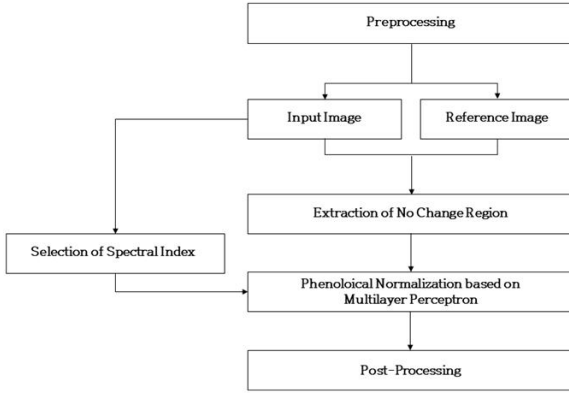 Preprocessing
Input Image
Reference Image
Extraction of No Change Region
Selection of Spectral Index
Phenoloical Normalization based on
Multilayer Perceptron
Post-Processing